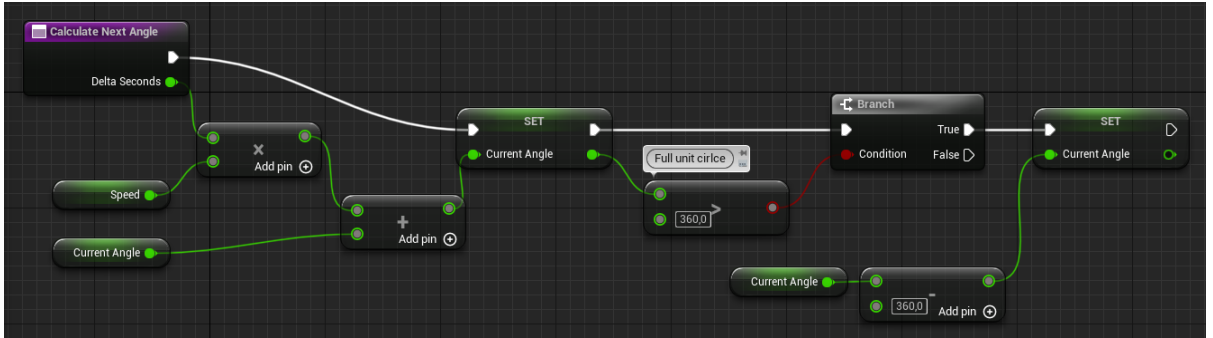 Calculate Next Angle
Delta Seconds
×
Add pin
Speed
Current Angle
+
Add pin
SET
Current Angle
Full unit cirlce
>
360,0
Branch
True
Condition
False
SET
Current Angle
Current Angle
-
360,0
Add pin